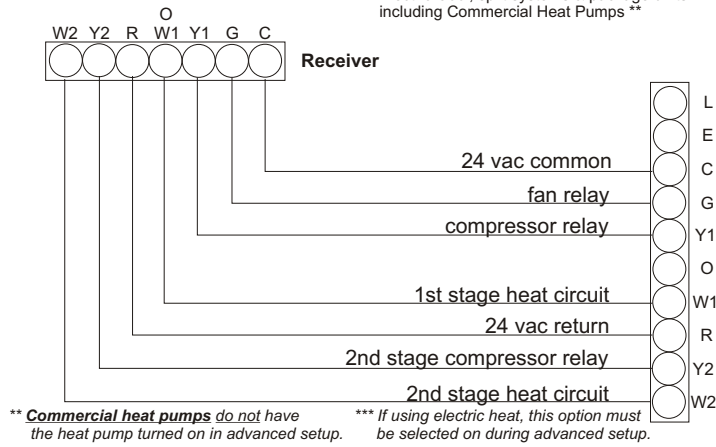 including Commercial Heat Pumps **
O
W2 Y2 R W1 Y1 G C
Receiver
L
E
24 vac common C
fan relay G
compressor relay Y1
O
1st stage heat circuit W1
24 vac return R
2nd stage compressor relay Y2
2nd stage heat circuit W2
** Commercial heat pumps do not have
the heat pump turned on in advanced setup.
*** If using electric heat, this option must
be selected on during advanced setup.